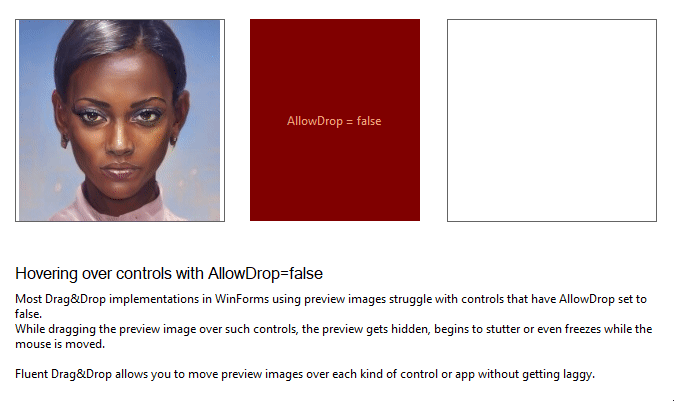 AllowDrop = false
Hovering over controls with AllowDrop=false
Most Drag&Drop implementations in WinForms using preview images struggle with controls that have AllowDrop set to
false.
While dragging the preview image over such controls, the preview gets hidden, begins to stutter or even freezes while the
mouse is moved.
Fluent Drag&Drop allows you to move preview images over each kind of control or app without getting laggy.